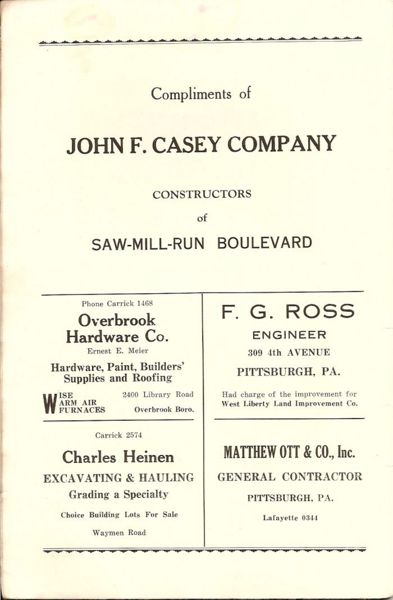 Compliments of
JOHN F. CASEY COMPANY
CONSTRUCTORS
of
SAW-MILL-RUN BOULEVARD
Phone Carrick 1468
Overbrook
Hardware Co.
Ernest E. Meier
Hardware, Paint, Builders'
Supplies and Roofing
WISE
WARM AIR
FURNACES
2400 Library Road
Overbrook Boro.
F. G. ROSS
ENGINEER
309 4th AVENUE
PITTSBURGH, PA.
Had charge of the improvement for
West Liberty Land Improvement Co.
Carrick 2574
Charles Heinen
EXCAVATING & HAULING
Grading a Specialty
Choice Building Lots For Sale
Waymen Road
MATTHEW OTT & CO., Inc.
GENERAL CONTRACTOR
PITTSBURGH, PA.
Lafayette 0344